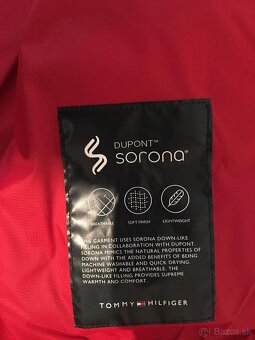 DUPONT™
sorona®
BREATHABLE
SOFT FINISH
LIGHTWEIGHT
THIS GARMENT USES SORONA DOWN-LIKE
FILLING IN COLLABORATION WITH DUPONT.
SORONA MIMICS THE NATURAL PROPERTIES OF
DOWN WITH THE ADDED BENEFITS OF BEING
MACHINE WASHABLE AND QUICK DRYING.
LIGHTWEIGHT AND BREATHABLE, THE
DOWN-LIKE FILLING PROVIDES SUPREME
WARMTH AND COMFORT.
TOMMY HILFIGER
Bazos.sk